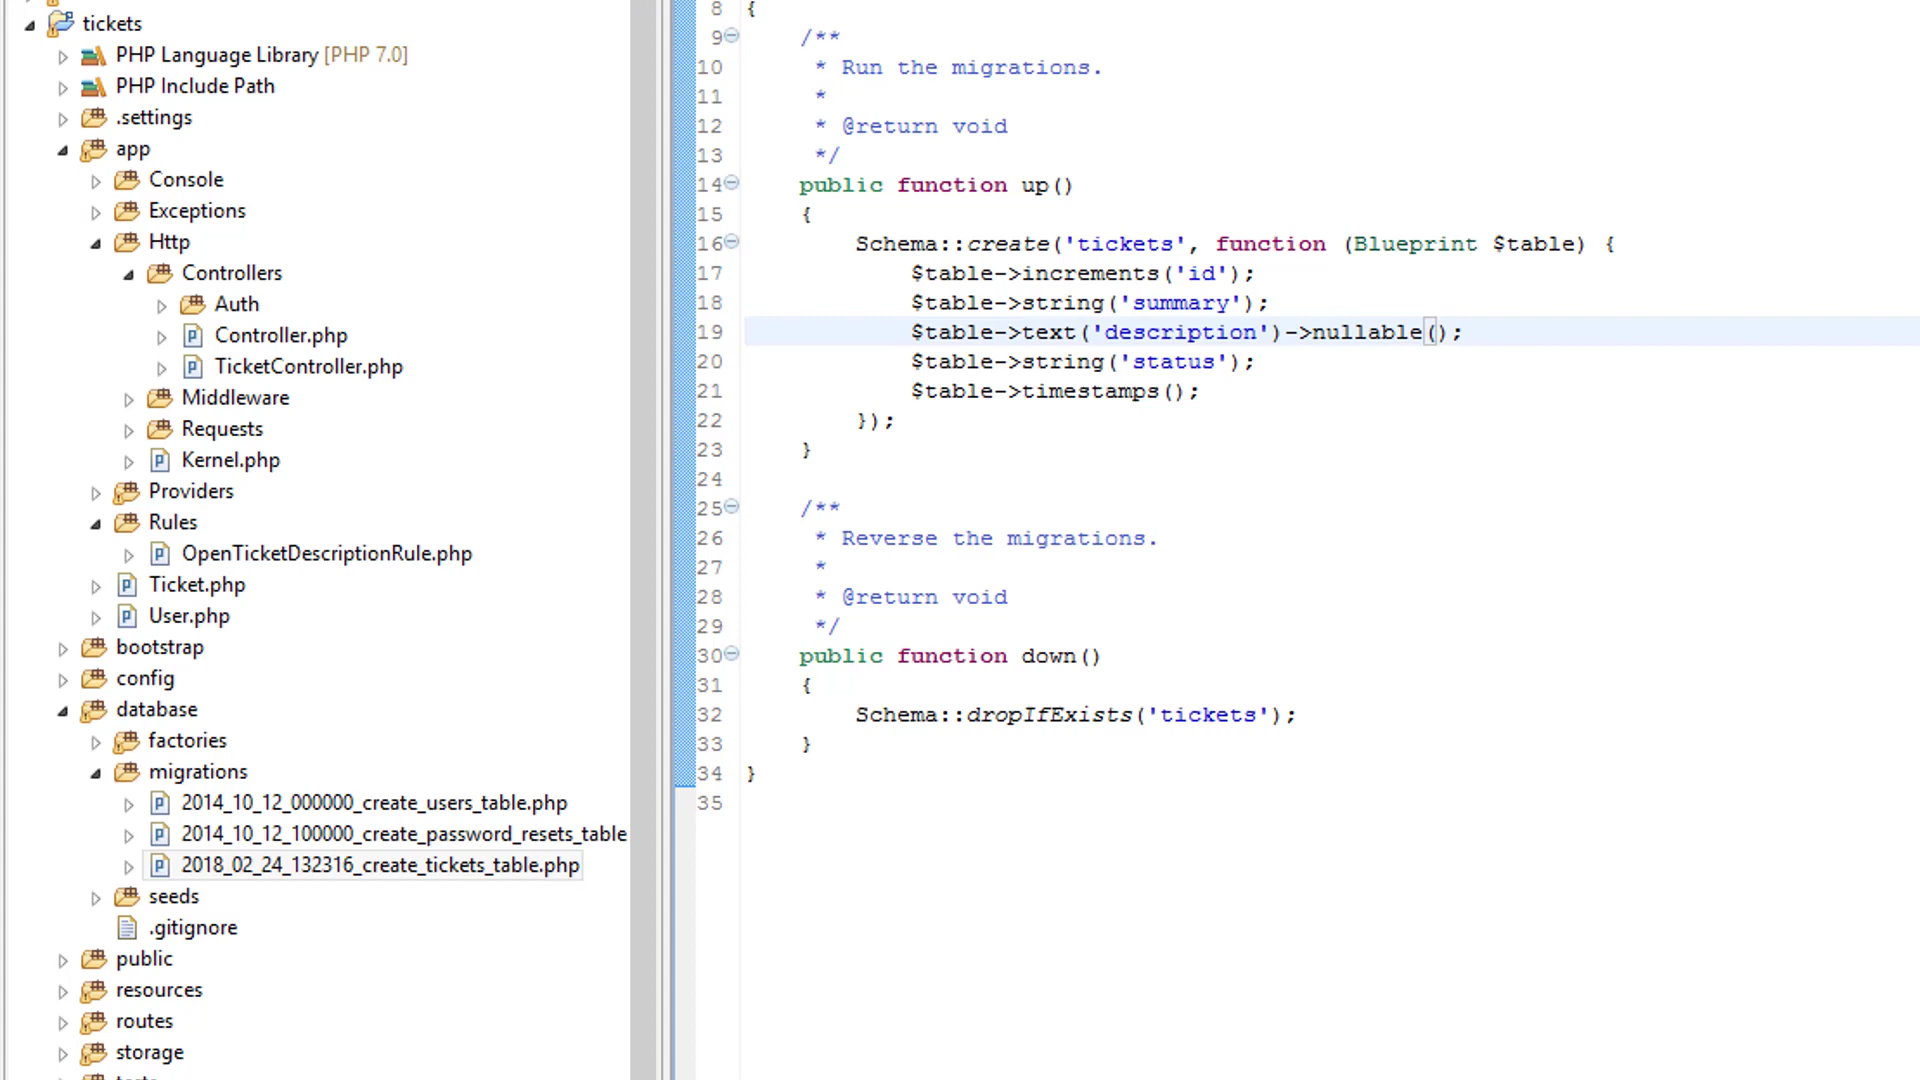 tickets
PHP Language Library [PHP 7.0]
PHP Include Path
.settings
app
Console
Exceptions
Http
Controllers
Auth
Controller.php
TicketController.php
Middleware
Requests
Kernel.php
Providers
Rules
OpenTicketDescriptionRule.php
Ticket.php
User.php
bootstrap
config
database
factories
migrations
2014_10_12_000000_create_users_table.php
2014_10_12_100000_create_password_resets_table
2018_02_24_132316_create_tickets_table.php
seeds
.gitignore
public
resources
routes
storage
8 {
9 /**
10 * Run the migrations.
11 *
12 * @return void
13 */
14 public function up()
15 {
16 Schema::create('tickets', function (Blueprint $table) {
17 $table->increments('id');
18 $table->string('summary');
19 $table->text('description')->nullable();
20 $table->string('status');
21 $table->timestamps();
22 });
23 }
24
25 /**
26 * Reverse the migrations.
27 *
28 * @return void
29 */
30 public function down()
31 {
32 Schema::dropIfExists('tickets');
33 }
34 }
35